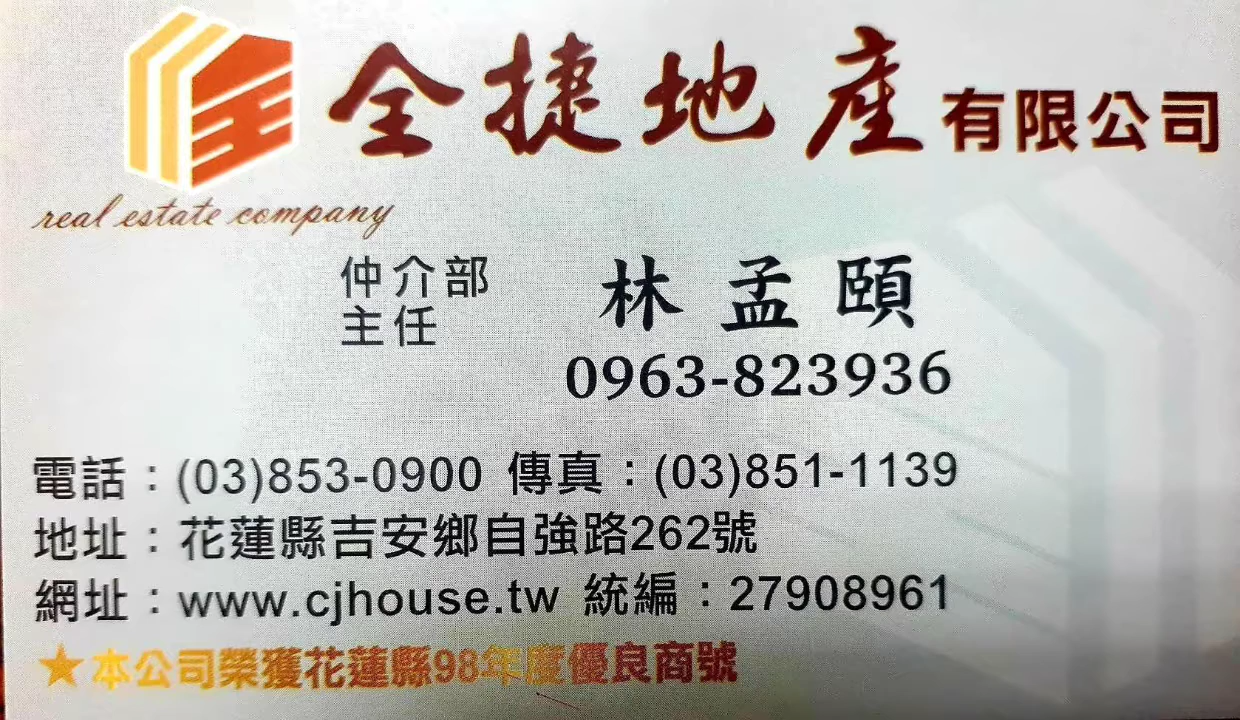 全捷地產有限公司
real estate company
仲介部
主任
林孟頤
0963-823936
電話：(03)853-0900 傳真：(03)851-1139
地址：花蓮縣吉安鄉自強路262號
網址：www.cjhouse.tw 統編：27908961
★本公司榮獲花蓮縣98年度優良商號